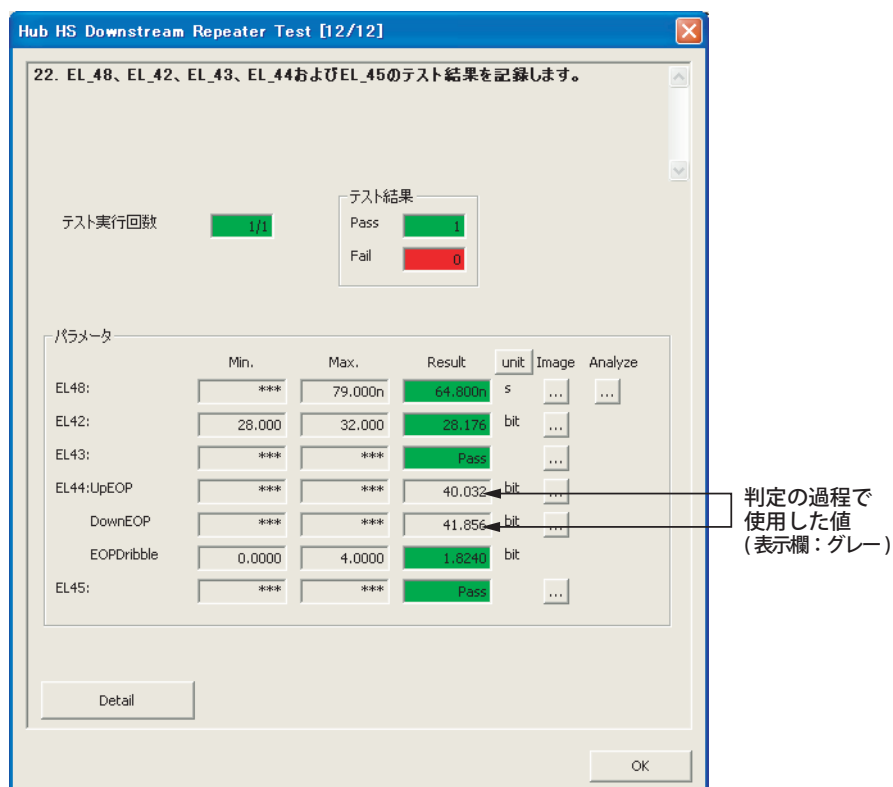 Hub HS Downstream Repeater Test [12/12]
22. EL_48、EL_42、EL_43、EL_44およびEL_45のテスト結果を記録します。
テスト実行回数 1/1
テスト結果
Pass 1
Fail 0
パラメータ
Min. Max. Result unit Image Analyze
EL48: *** 79.000n 64.800n s ... ...
EL42: 28.000 32.000 28.176 bit ...
EL43: *** *** Pass ...
EL44:UpEOP *** *** 40.032 bit ...
DownEOP *** *** 41.856 bit ...
EOPDribble 0.0000 4.0000 1.8240 bit
EL45: *** *** Pass ...
判定の過程で
使用した値
(表示欄：グレー)
Detail
OK